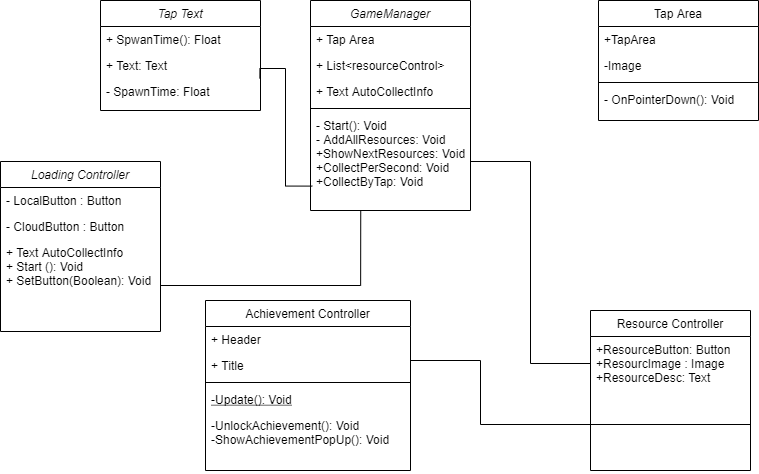 Tap Text
+ SpwanTime(): Float
+ Text: Text
- SpawnTime: Float
GameManager
+ Tap Area
+ List<resourceControl>
+ Text AutoCollectInfo
- Start(): Void
- AddAllResources: Void
+ShowNextResources: Void
+CollectPerSecond: Void
+CollectByTap: Void
Tap Area
+TapArea
-Image
- OnPointerDown(): Void
Loading Controller
- LocalButton : Button
- CloudButton : Button
+ Text AutoCollectInfo
+ Start (): Void
+ SetButton(Boolean): Void
Achievement Controller
+ Header
+ Title
-Update(): Void
-UnlockAchievement(): Void
-ShowAchievementPopUp(): Void
Resource Controller
+ResourceButton: Button
+ResourcImage : Image
+ResourceDesc: Text